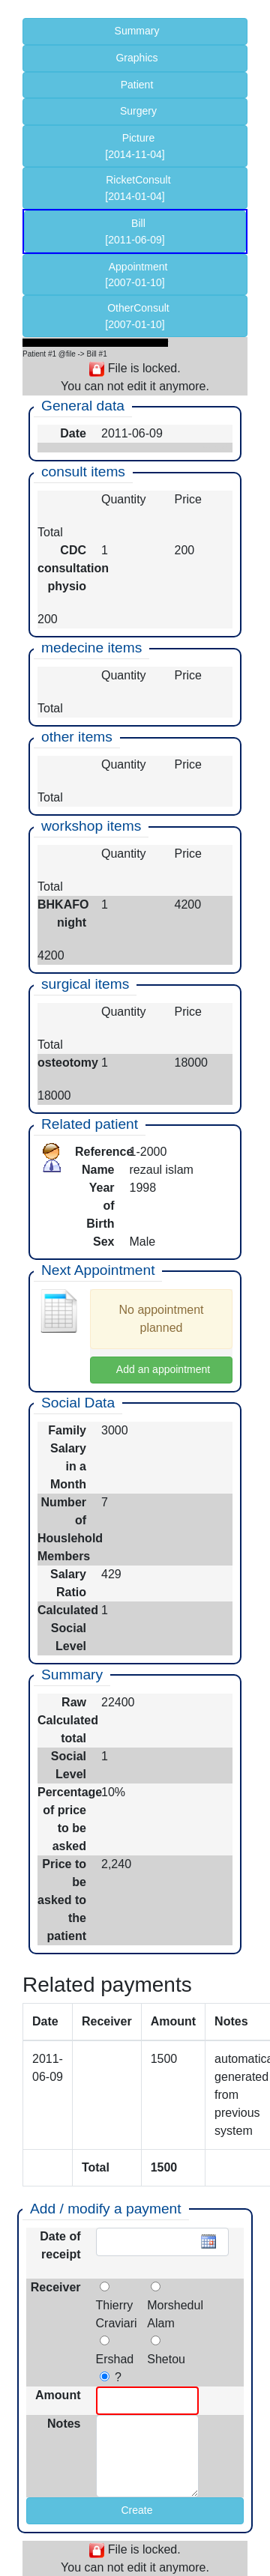 Summary
Graphics
Patient
Surgery
Picture
[2014-11-04]
RicketConsult
[2014-01-04]
Bill
[2011-06-09]
Appointment
[2007-01-10]
OtherConsult
[2007-01-10]
Patient #1 @file -> Bill #1
File is locked.
You can not edit it anymore.
General data
Date 2011-06-09
consult items
Quantity Price
Total
CDC 1 200
consultation
physio
200
medecine items
Quantity Price
Total
other items
Quantity Price
Total
workshop items
Quantity Price
Total
BHKAFO 1 4200
night
4200
surgical items
Quantity Price
Total
osteotomy 1 18000
18000
Related patient
Reference 1-2000
Name rezaul islam
Year 1998
of
Birth
Sex Male
Next Appointment
No appointment
planned
Add an appointment
Social Data
Family 3000
Salary
in a
Month
Number 7
of
Houslehold
Members
Salary 429
Ratio
Calculated 1
Social
Level
Summary
Raw 22400
Calculated
total
Social 1
Level
Percentage 10%
of price
to be
asked
Price to 2,240
be
asked to
the
patient
Related payments
Date Receiver Amount Notes
2011- 1500 automatica
06-09 generated
from
previous
system
Total 1500
Add / modify a payment
Date of
receipt
Receiver
Thierry Morshedul
Craviari Alam
Ershad Shetou
?
Amount
Notes
Create
File is locked.
You can not edit it anymore.